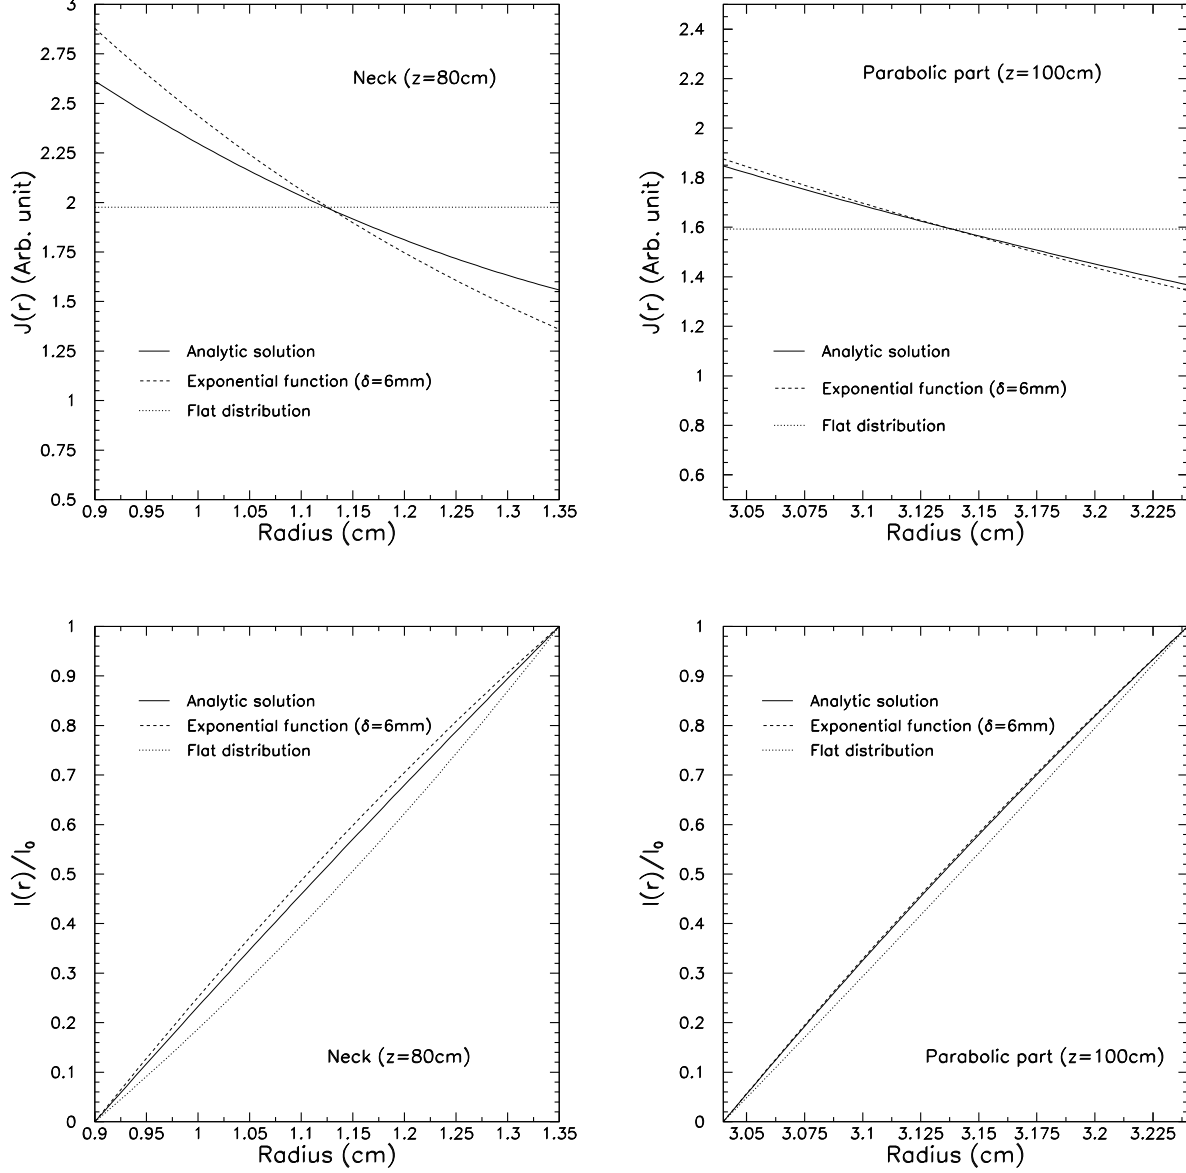 3
2.75
2.5
2.25
2
1.75
1.5
1.25
1
0.75
0.5
J(r) (Arb. unit)
Neck (z=80cm)
Analytic solution
Exponential function (δ=6mm)
Flat distribution
0.9 0.95 1 1.05 1.1 1.15 1.2 1.25 1.3 1.35
Radius (cm)
2.4
2.2
2
1.8
1.6
1.4
1.2
1
0.8
0.6
J(r) (Arb. unit)
Parabolic part (z=100cm)
Analytic solution
Exponential function (δ=6mm)
Flat distribution
3.05 3.075 3.1 3.125 3.15 3.175 3.2 3.225
Radius (cm)
1
0.9
0.8
0.7
0.6
0.5
0.4
0.3
0.2
0.1
0
I(r)/I₀
Analytic solution
Exponential function (δ=6mm)
Flat distribution
Neck (z=80cm)
0.9 0.95 1 1.05 1.1 1.15 1.2 1.25 1.3 1.35
Radius (cm)
1
0.9
0.8
0.7
0.6
0.5
0.4
0.3
0.2
0.1
0
I(r)/I₀
Analytic solution
Exponential function (δ=6mm)
Flat distribution
Parabolic part (z=100cm)
3.05 3.075 3.1 3.125 3.15 3.175 3.2 3.225
Radius (cm)